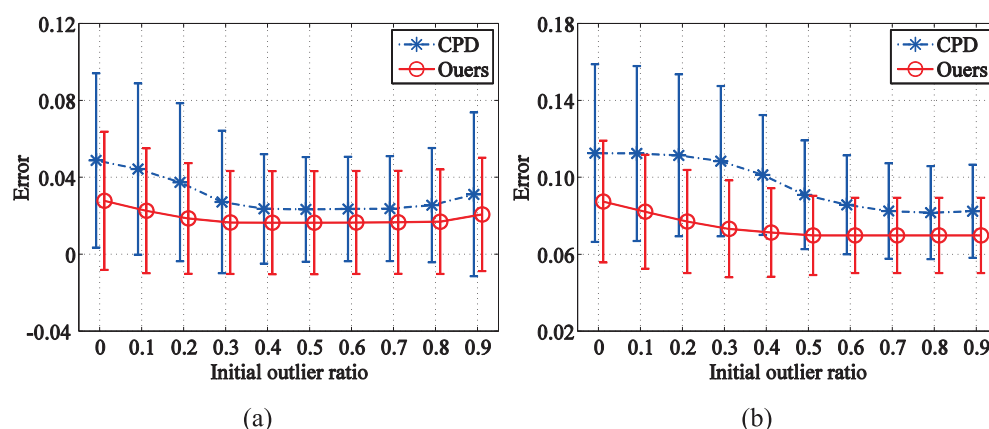 0.12
0.08
0.04
0
-0.04
Error
CPD
Ouers
0 0.1 0.2 0.3 0.4 0.5 0.6 0.7 0.8 0.9
Initial outlier ratio
(a)
0.18
0.14
0.10
0.06
0.02
Error
CPD
Ouers
0 0.1 0.2 0.3 0.4 0.5 0.6 0.7 0.8 0.9
Initial outlier ratio
(b)